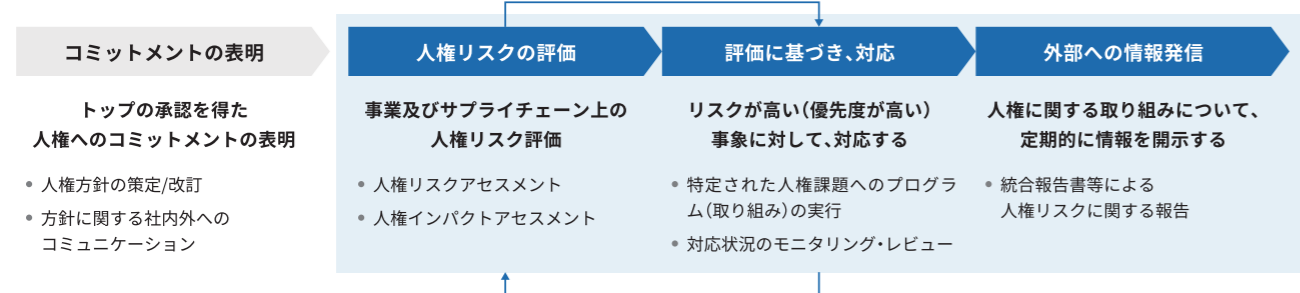 コミットメントの表明
トップの承認を得た
人権へのコミットメントの表明
• 人権方針の策定/改訂
• 方針に関する社内外への
コミュニケーション
人権リスクの評価
事業及びサプライチェーン上の
人権リスク評価
• 人権リスクアセスメント
• 人権インパクトアセスメント
評価に基づき、対応
リスクが高い（優先度が高い）
事象に対して、対応する
• 特定された人権課題へのプログラ
ム（取り組み）の実行
• 対応状況のモニタリング・レビュー
外部への情報発信
人権に関する取り組みについて、
定期的に情報を開示する
• 統合報告書等による
人権リスクに関する報告